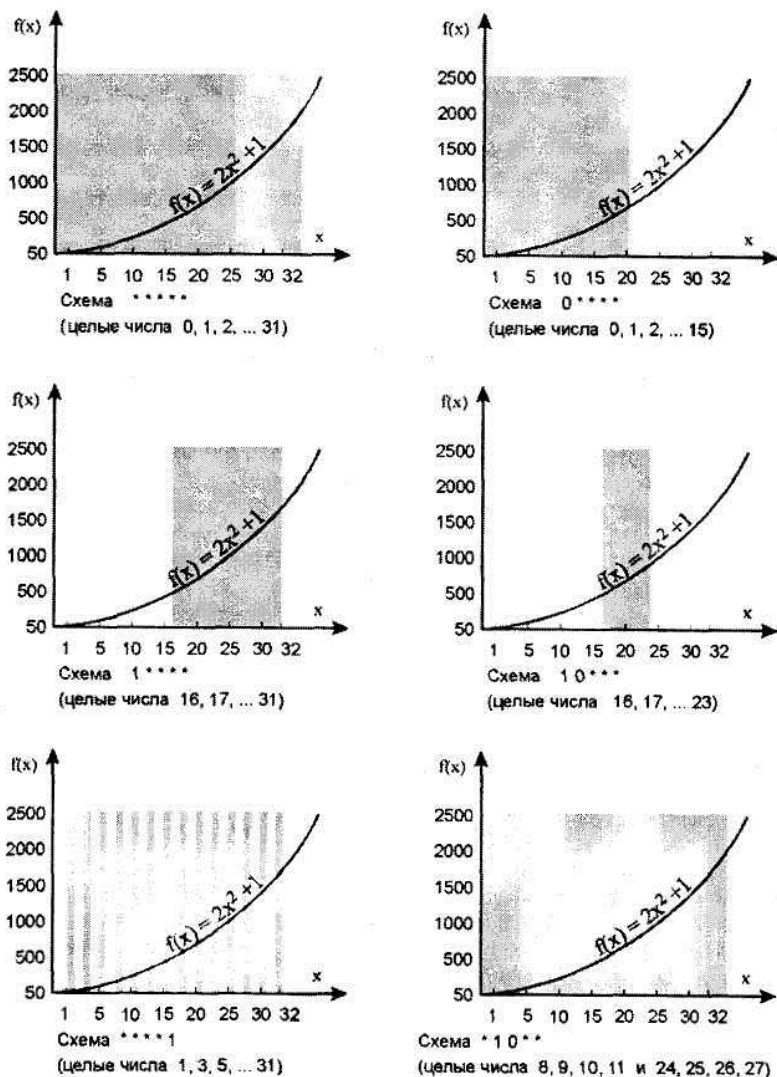 f(x)
2500
2000
1500
1000
500
50
f(x) = 2x²+1
x
1 5 10 15 20 25 30 32
Схема * * * * *
(целые числа 0, 1, 2, ... 31)
f(x)
2500
2000
1500
1000
500
50
f(x) = 2x²+1
x
1 5 10 15 20 25 30 32
Схема 0 * * * *
(целые числа 0, 1, 2, ... 15)
f(x)
2500
2000
1500
1000
500
50
f(x) = 2x²+1
x
1 5 10 15 20 25 30 32
Схема 1 * * * *
(целые числа 16, 17, ... 31)
f(x)
2500
2000
1500
1000
500
50
f(x) = 2x²+1
x
1 5 10 15 20 25 30 32
Схема 1 0 * * *
(целые числа 16, 17, ... 23)
f(x)
2500
2000
1500
1000
500
50
f(x) = 2x²+1
x
1 5 10 15 20 25 30 32
Схема * * * * 1
(целые числа 1, 3, 5, ... 31)
f(x)
2500
2000
1500
1000
500
50
f(x) = 2x²+1
x
1 5 10 15 20 25 30 32
Схема * 1 0 * *
(целые числа 8, 9, 10, 11 и 24, 25, 26, 27)